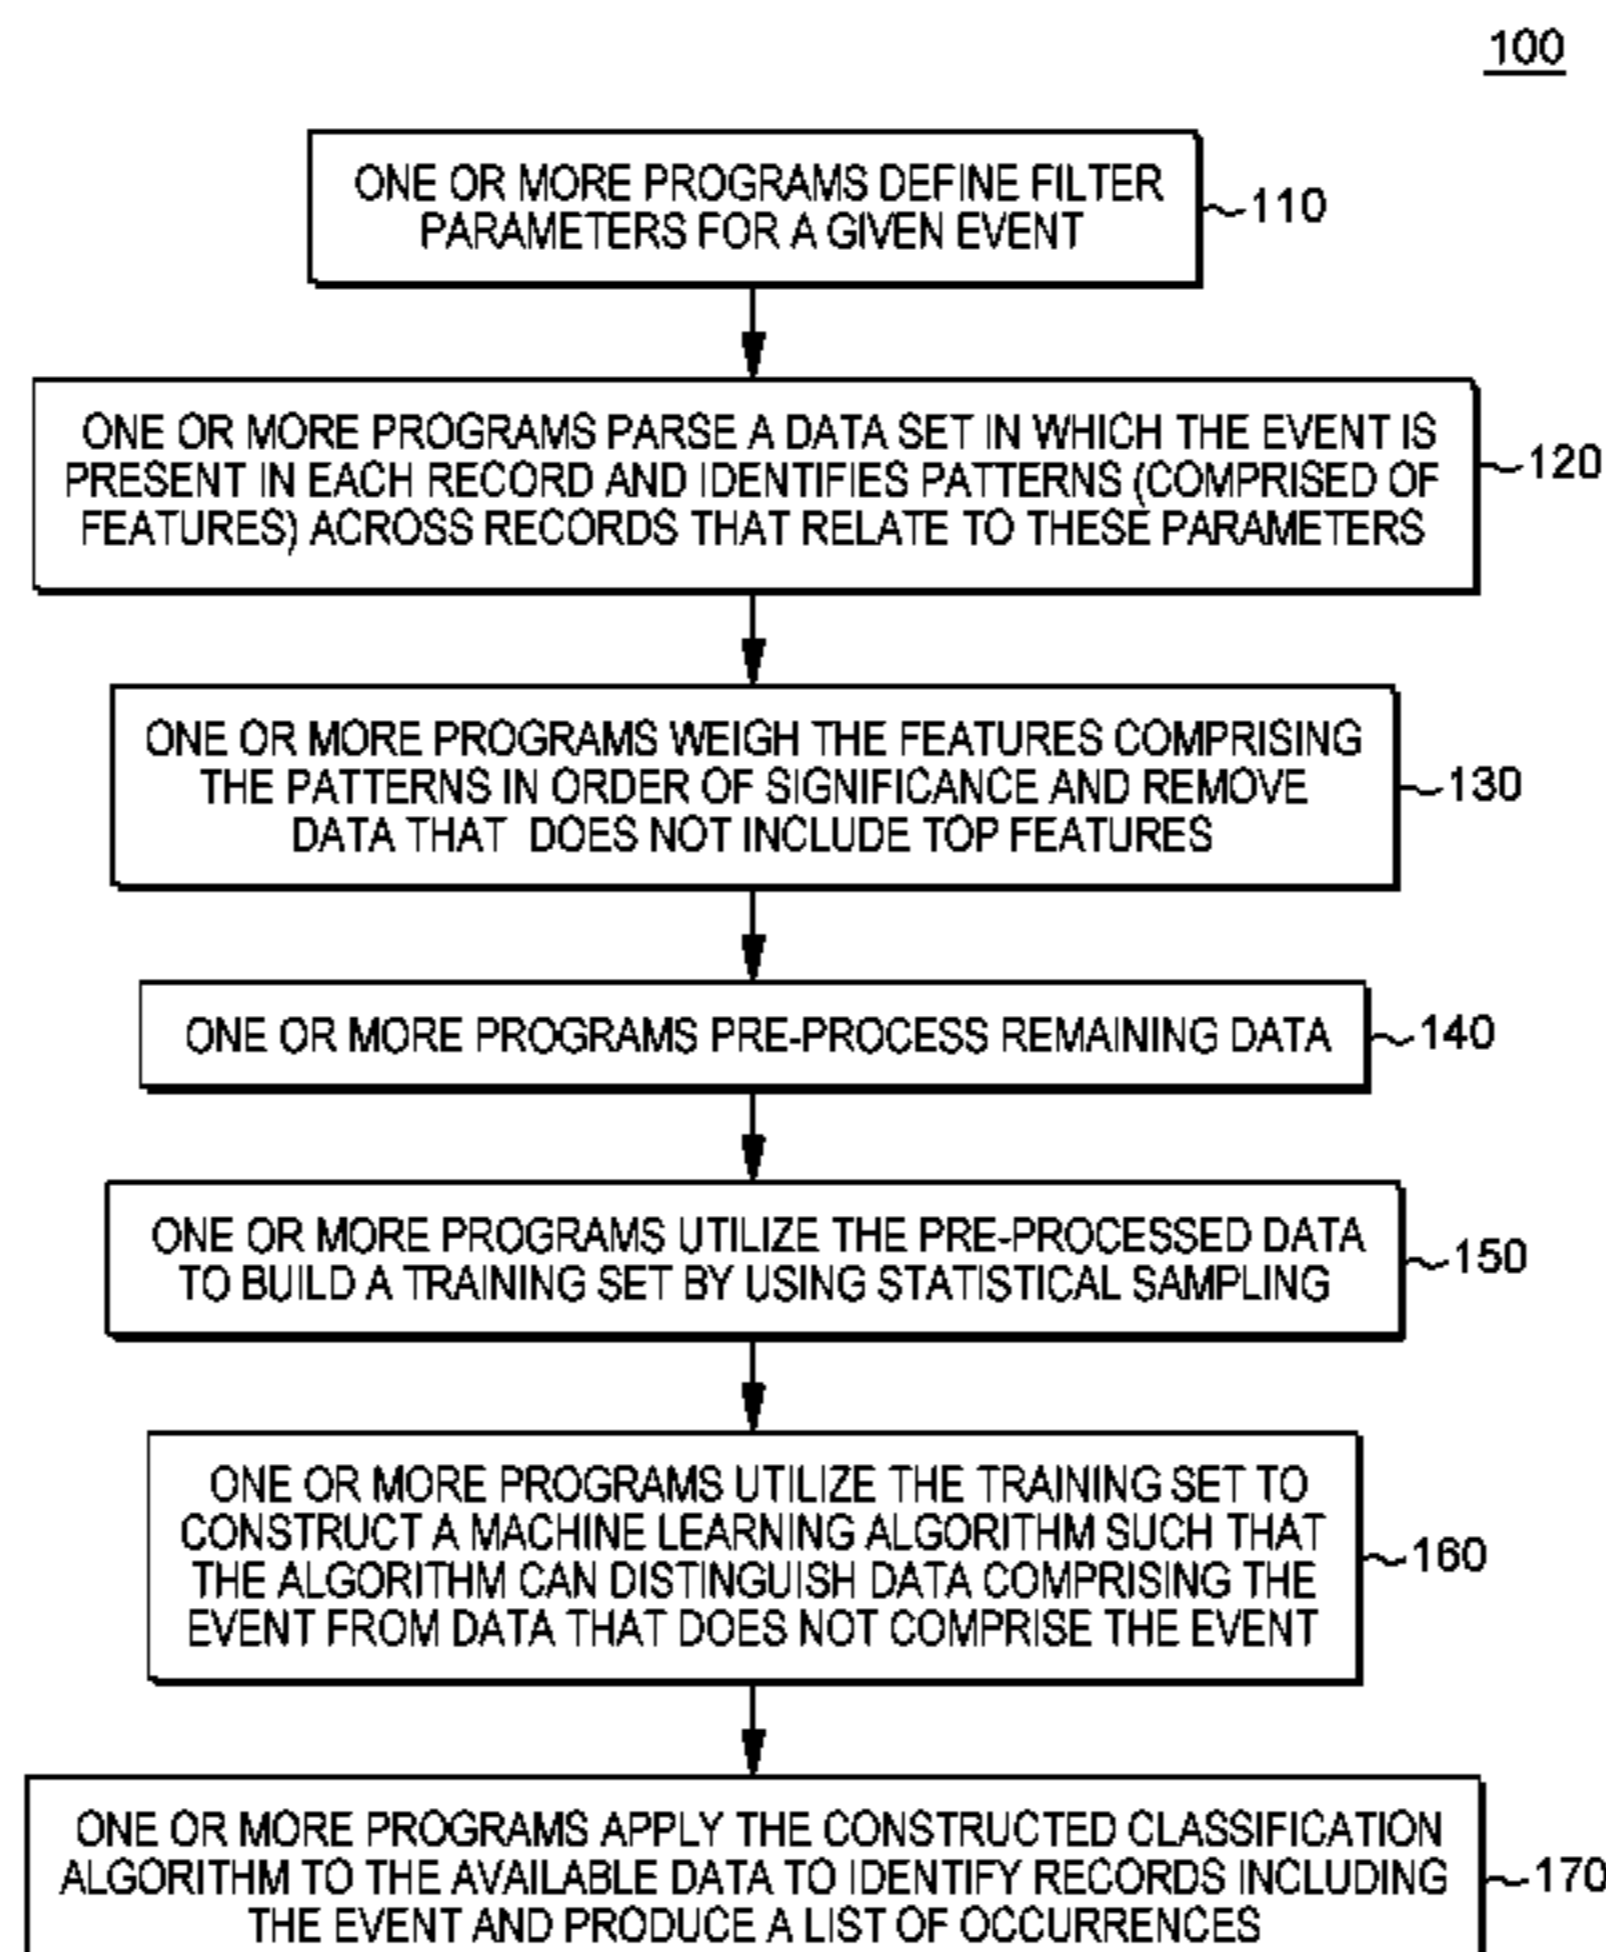 100
ONE OR MORE PROGRAMS DEFINE FILTER
PARAMETERS FOR A GIVEN EVENT
110
ONE OR MORE PROGRAMS PARSE A DATA SET IN WHICH THE EVENT IS
PRESENT IN EACH RECORD AND IDENTIFIES PATTERNS (COMPRISED OF
FEATURES) ACROSS RECORDS THAT RELATE TO THESE PARAMETERS
120
ONE OR MORE PROGRAMS WEIGH THE FEATURES COMPRISING
THE PATTERNS IN ORDER OF SIGNIFICANCE AND REMOVE
DATA THAT DOES NOT INCLUDE TOP FEATURES
130
ONE OR MORE PROGRAMS PRE-PROCESS REMAINING DATA
140
ONE OR MORE PROGRAMS UTILIZE THE PRE-PROCESSED DATA
TO BUILD A TRAINING SET BY USING STATISTICAL SAMPLING
150
ONE OR MORE PROGRAMS UTILIZE THE TRAINING SET TO
CONSTRUCT A MACHINE LEARNING ALGORITHM SUCH THAT
THE ALGORITHM CAN DISTINGUISH DATA COMPRISING THE
EVENT FROM DATA THAT DOES NOT COMPRISE THE EVENT
160
ONE OR MORE PROGRAMS APPLY THE CONSTRUCTED CLASSIFICATION
ALGORITHM TO THE AVAILABLE DATA TO IDENTIFY RECORDS INCLUDING
THE EVENT AND PRODUCE A LIST OF OCCURRENCES
170